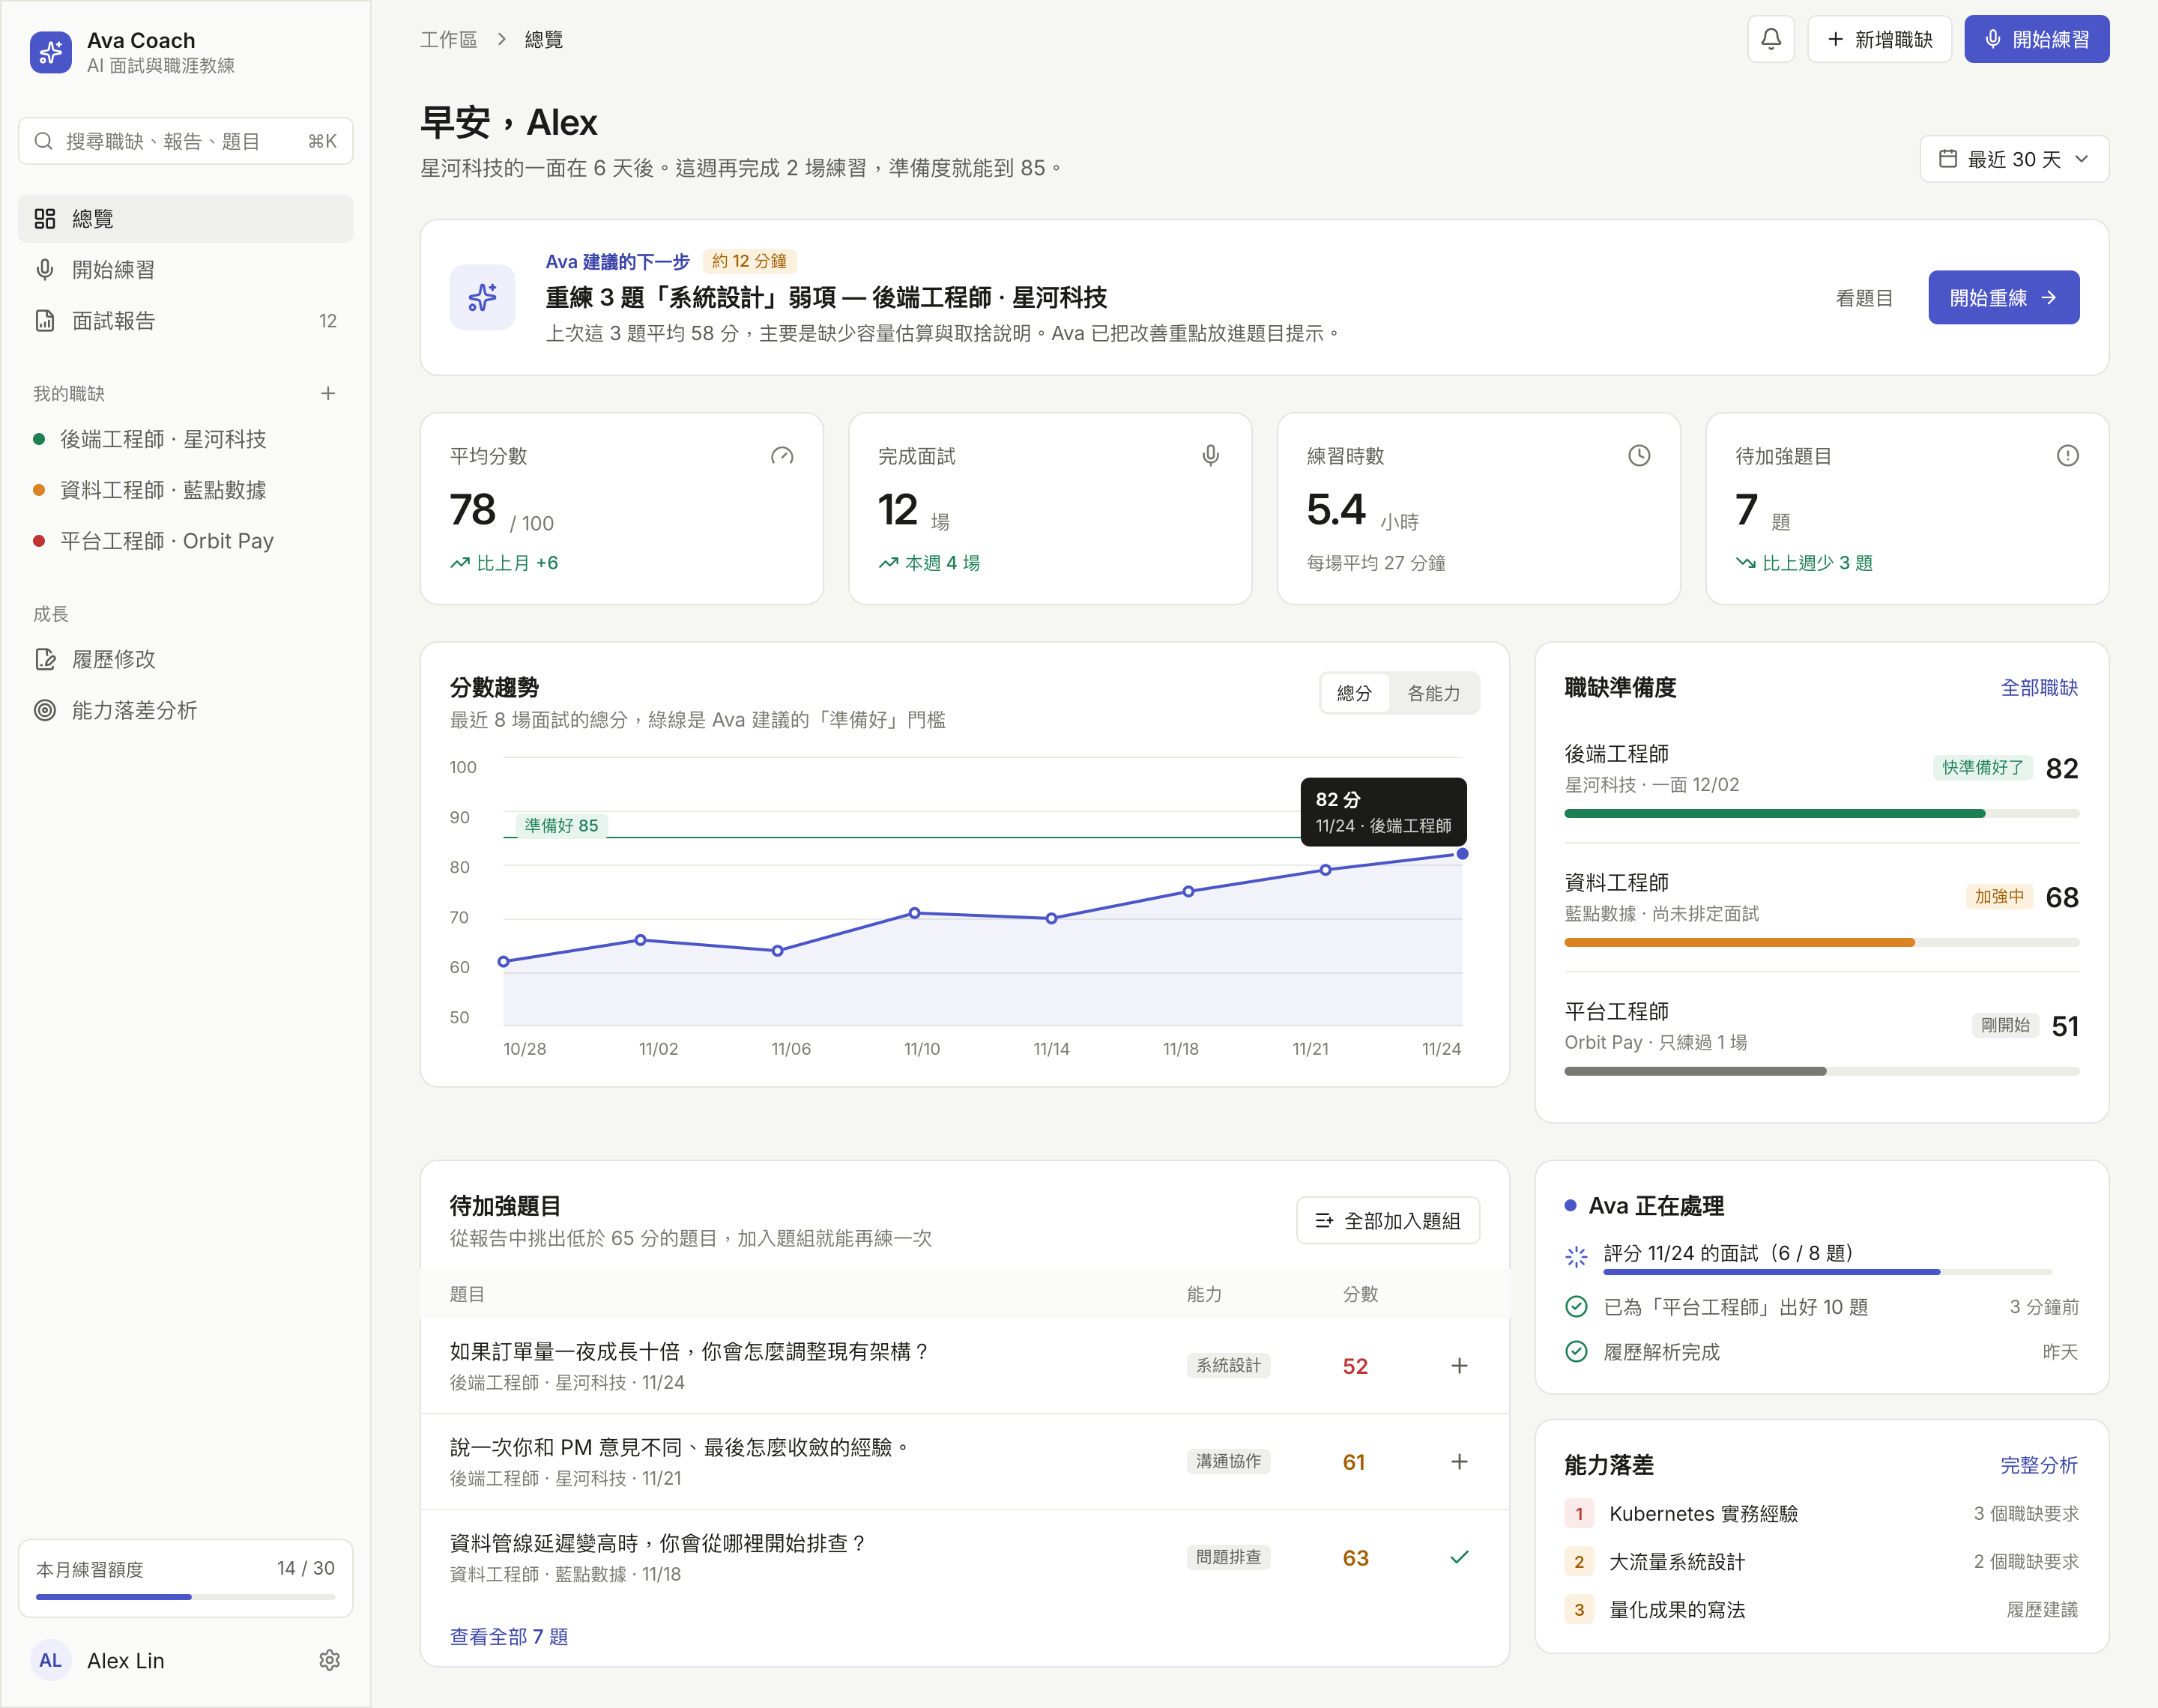 Ava Coach
AI 面試與職涯教練
搜尋職缺、報告、題目 ⌘K
總覽
開始練習
面試報告 12
我的職缺
後端工程師 · 星河科技
資料工程師 · 藍點數據
平台工程師 · Orbit Pay
成長
履歷修改
能力落差分析
本月練習額度 14 / 30
AL Alex Lin
工作區 總覽
新增職缺
開始練習
早安，Alex
星河科技的一面在 6 天後。這週再完成 2 場練習，準備度就能到 85。
最近 30 天
Ava 建議的下一步 約 12 分鐘
重練 3 題「系統設計」弱項 — 後端工程師 · 星河科技
上次這 3 題平均 58 分，主要是缺少容量估算與取捨說明。Ava 已把改善重點放進題目提示。
看題目
開始重練
平均分數
78 / 100
比上月 +6
完成面試
12 場
本週 4 場
練習時數
5.4 小時
每場平均 27 分鐘
待加強題目
7 題
比上週少 3 題
分數趨勢
最近 8 場面試的總分，綠線是 Ava 建議的「準備好」門檻
總分 各能力
100
90
80
70
60
50
準備好 85
82 分
11/24 · 後端工程師
10/28 11/02 11/06 11/10 11/14 11/18 11/21 11/24
職缺準備度 全部職缺
後端工程師
星河科技 · 一面 12/02
快準備好了 82
資料工程師
藍點數據 · 尚未排定面試
加強中 68
平台工程師
Orbit Pay · 只練過 1 場
剛開始 51
待加強題目
從報告中挑出低於 65 分的題目，加入題組就能再練一次
全部加入題組
題目 能力 分數
如果訂單量一夜成長十倍，你會怎麼調整現有架構？
後端工程師 · 星河科技 · 11/24
系統設計 52
說一次你和 PM 意見不同、最後怎麼收斂的經驗。
後端工程師 · 星河科技 · 11/21
溝通協作 61
資料管線延遲變高時，你會從哪裡開始排查？
資料工程師 · 藍點數據 · 11/18
問題排查 63
查看全部 7 題
Ava 正在處理
評分 11/24 的面試（6 / 8 題）
已為「平台工程師」出好 10 題 3 分鐘前
履歷解析完成 昨天
能力落差 完整分析
1 Kubernetes 實務經驗 3 個職缺要求
2 大流量系統設計 2 個職缺要求
3 量化成果的寫法 履歷建議